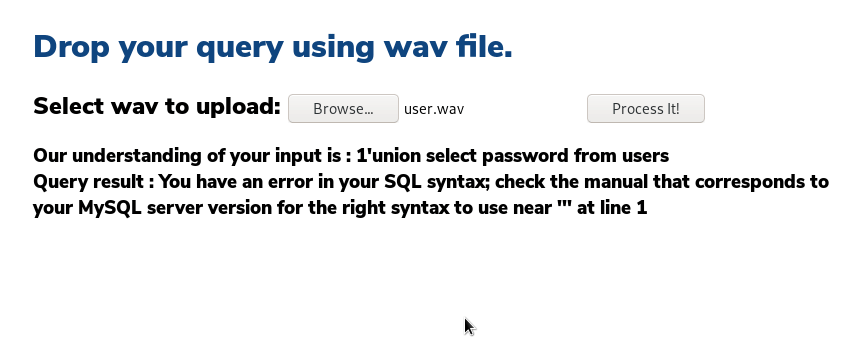 Drop your query using wav file.
Select wav to upload: Browse... user.wav Process It!
Our understanding of your input is : 1'union select password from users
Query result : You have an error in your SQL syntax; check the manual that corresponds to
your MySQL server version for the right syntax to use near ''' at line 1